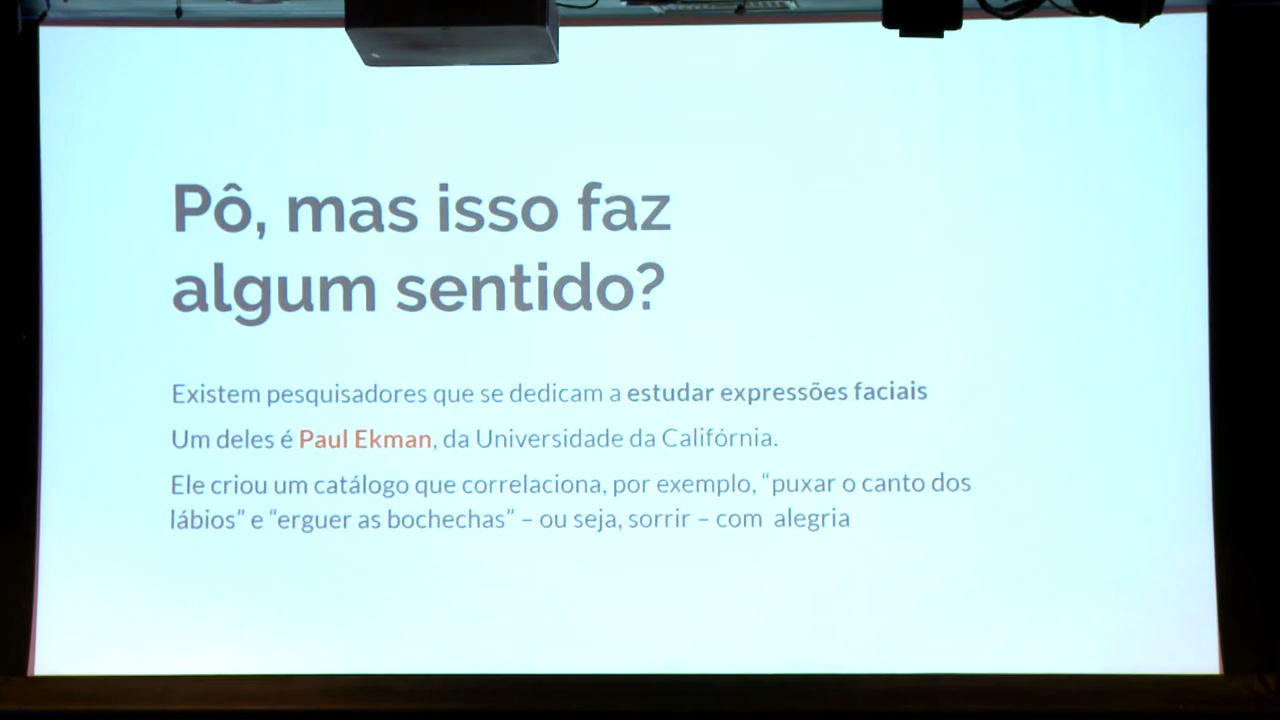 Pô, mas isso faz
algum sentido?
Existem pesquisadores que se dedicam a estudar expressões faciais
Um deles é Paul Ekman, da Universidade da Califórnia.
Ele criou um catálogo que correlaciona, por exemplo, “puxar o canto dos
lábios” e “erguer as bochechas” – ou seja, sorrir – com alegria